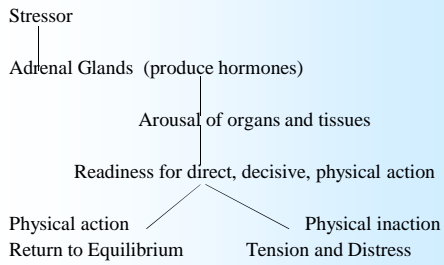 Stressor
Adrenal Glands (produce hormones)
Arousal of organs and tissues
Readiness for direct, decisive, physical action
Physical action Physical inaction
Return to Equilibrium Tension and Distress